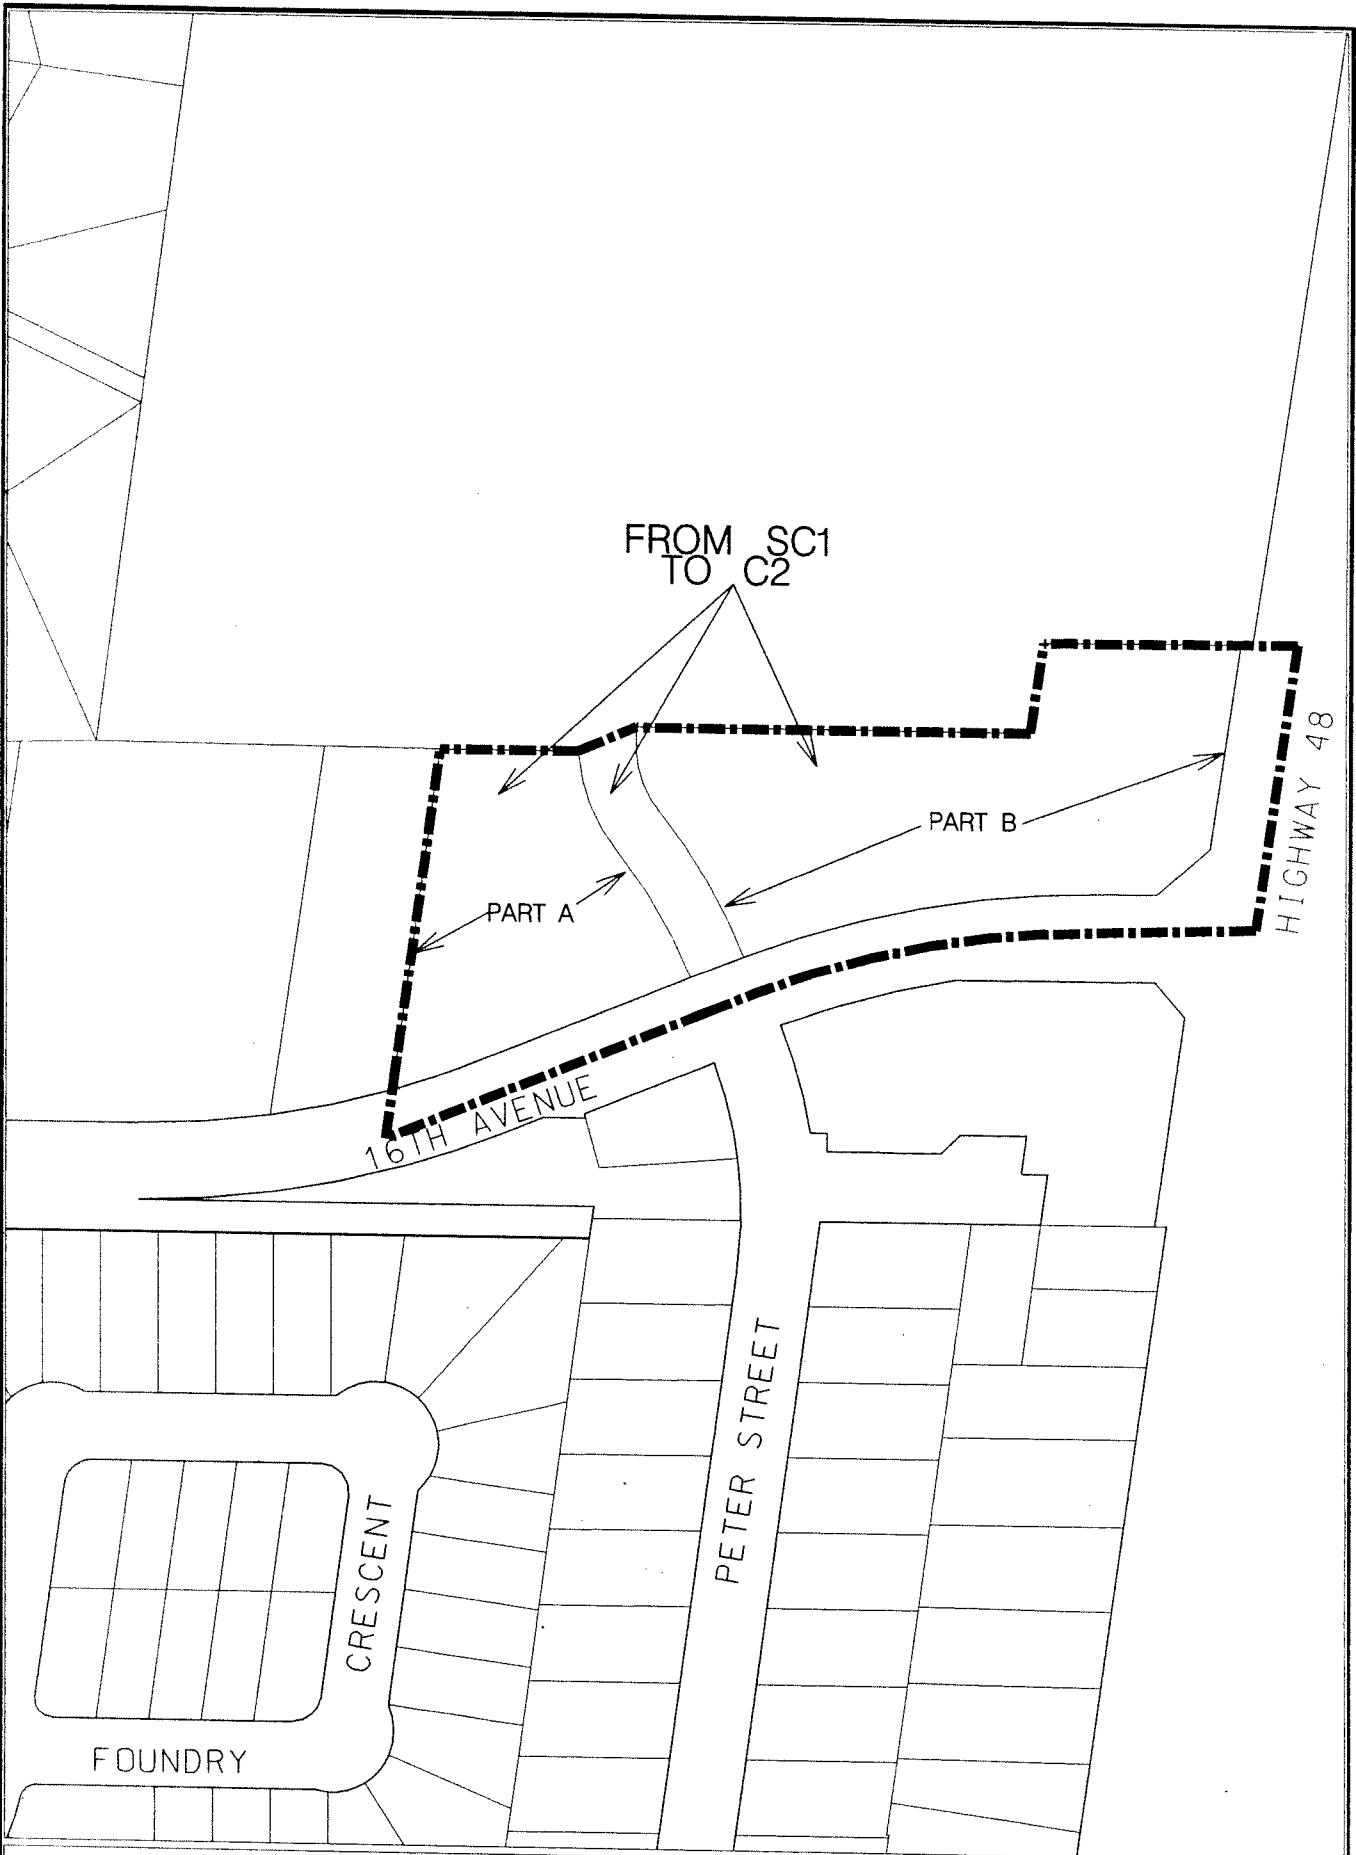 FROM SC1
TO C2
HIGHWAY 48
PART B
PART A
16TH AVENUE
PETER STREET
CRESCENT
FOUNDRY